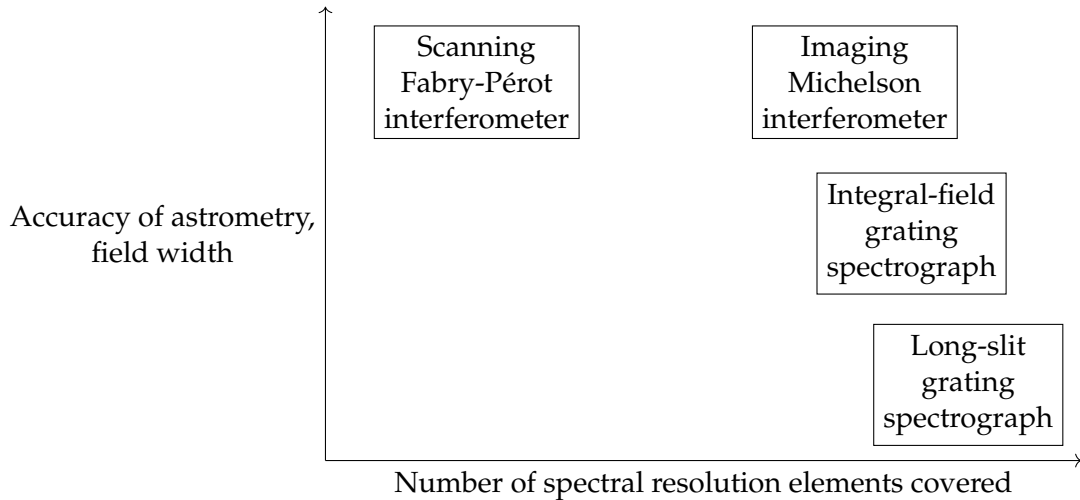 Scanning
Fabry-Pérot
interferometer
Imaging
Michelson
interferometer
Integral-field
grating
spectrograph
Accuracy of astrometry,
field width
Long-slit
grating
spectrograph
Number of spectral resolution elements covered